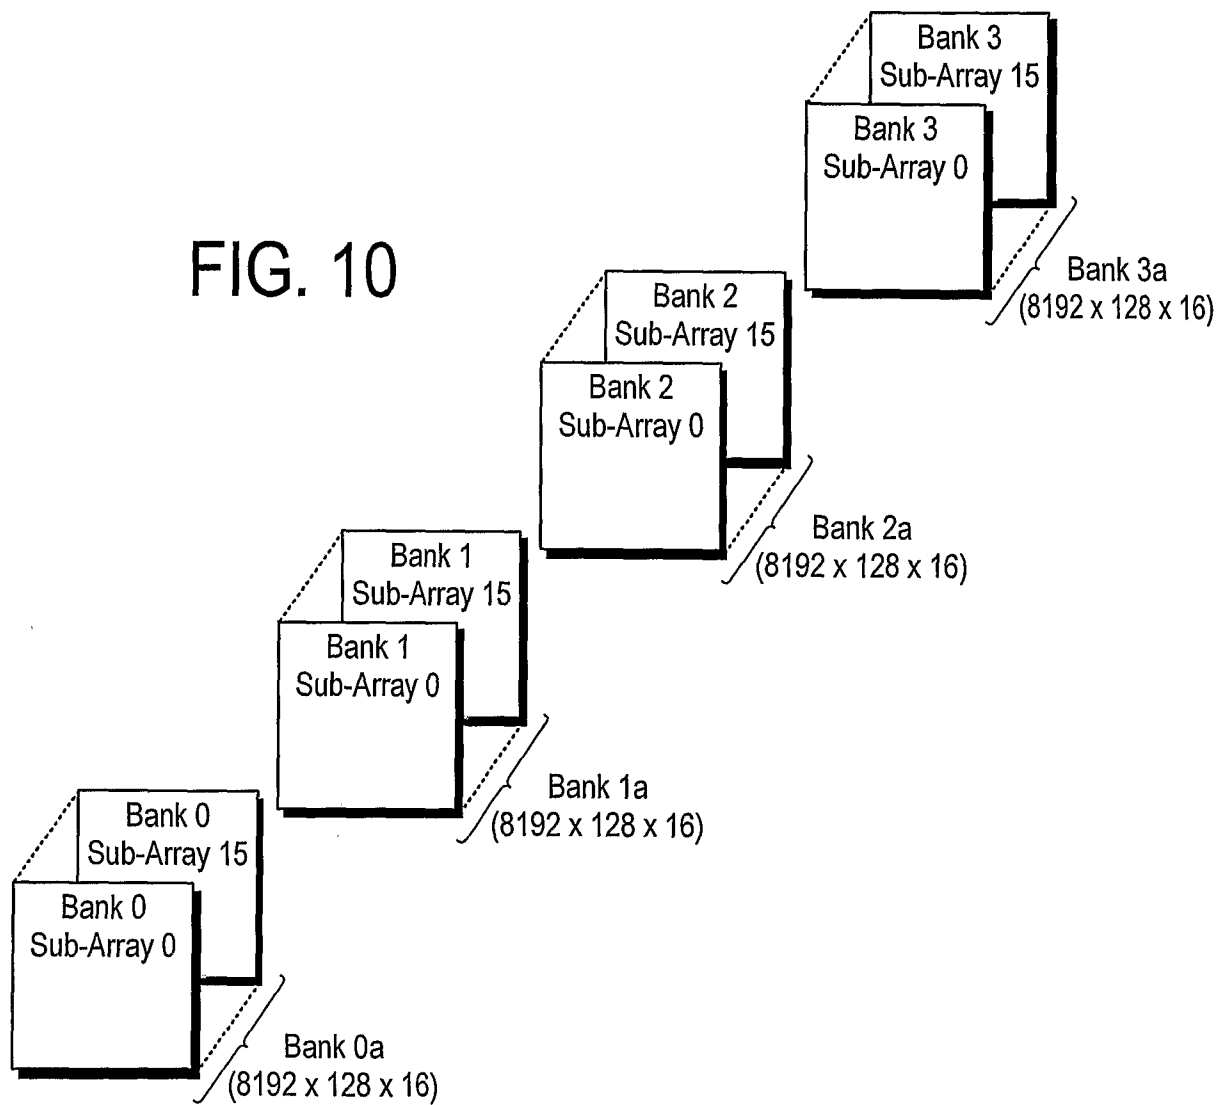 Bank 3
Sub-Array 15
Bank 3
Sub-Array 0
Bank 3a
(8192 x 128 x 16)
FIG. 10
Bank 2
Sub-Array 15
Bank 2
Sub-Array 0
Bank 2a
(8192 x 128 x 16)
Bank 1
Sub-Array 15
Bank 1
Sub-Array 0
Bank 1a
(8192 x 128 x 16)
Bank 0
Sub-Array 15
Bank 0
Sub-Array 0
Bank 0a
(8192 x 128 x 16)